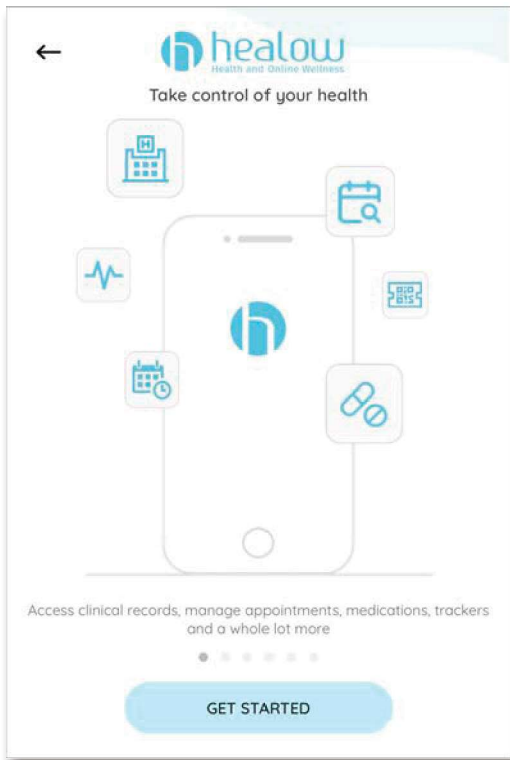 healow
Health and Online Wellness
Take control of your health
H
Access clinical records, manage appointments, medications, trackers
and a whole lot more
GET STARTED